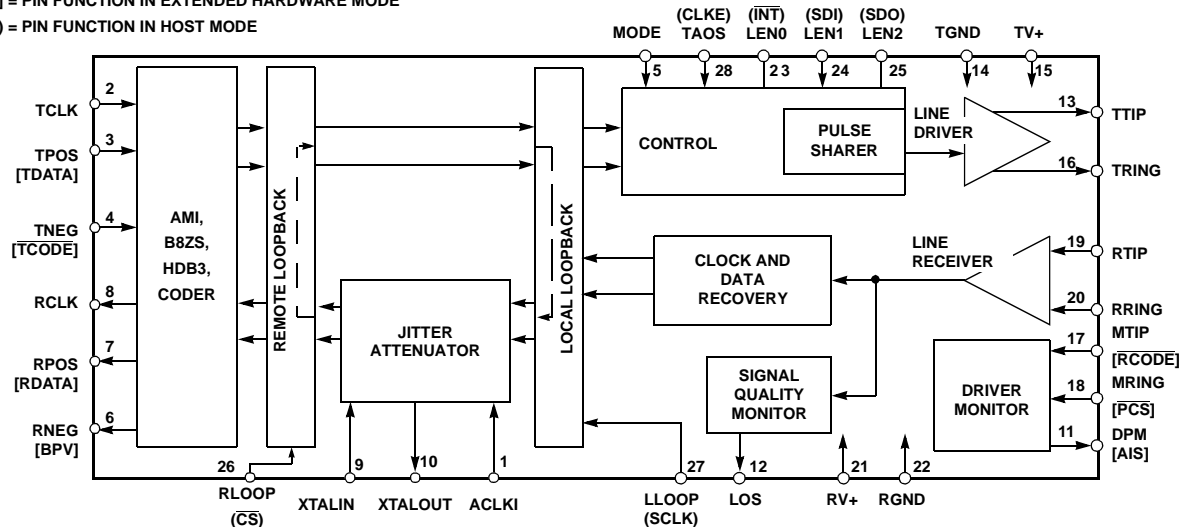 ] = PIN FUNCTION IN EXTENDED HARDWARE MODE
) = PIN FUNCTION IN HOST MODE
MODE
(CLKE)
TAOS
(INT)
LEN0
(SDI)
LEN1
(SDO)
LEN2
TGND
TV+
5
28
2 3
24
25
14
15
TCLK
2
TPOS
[TDATA]
3
TNEG
[TCODE]
4
RCLK
8
RPOS
[RDATA]
7
RNEG
[BPV]
6
AMI,
B8ZS,
HDB3,
CODER
REMOTE LOOPBACK
JITTER
ATTENUATOR
LOCAL LOOPBACK
CONTROL
PULSE
SHARER
LINE
DRIVER
13
TTIP
16
TRING
CLOCK AND
DATA
RECOVERY
LINE
RECEIVER
19
RTIP
20
RRING
SIGNAL
QUALITY
MONITOR
DRIVER
MONITOR
17
MTIP
[RCODE]
18
MRING
[PCS]
11
DPM
[AIS]
26
RLOOP
(CS)
9
XTALIN
10
XTALOUT
1
ACLKI
27
LLOOP
(SCLK)
12
LOS
21
RV+
22
RGND